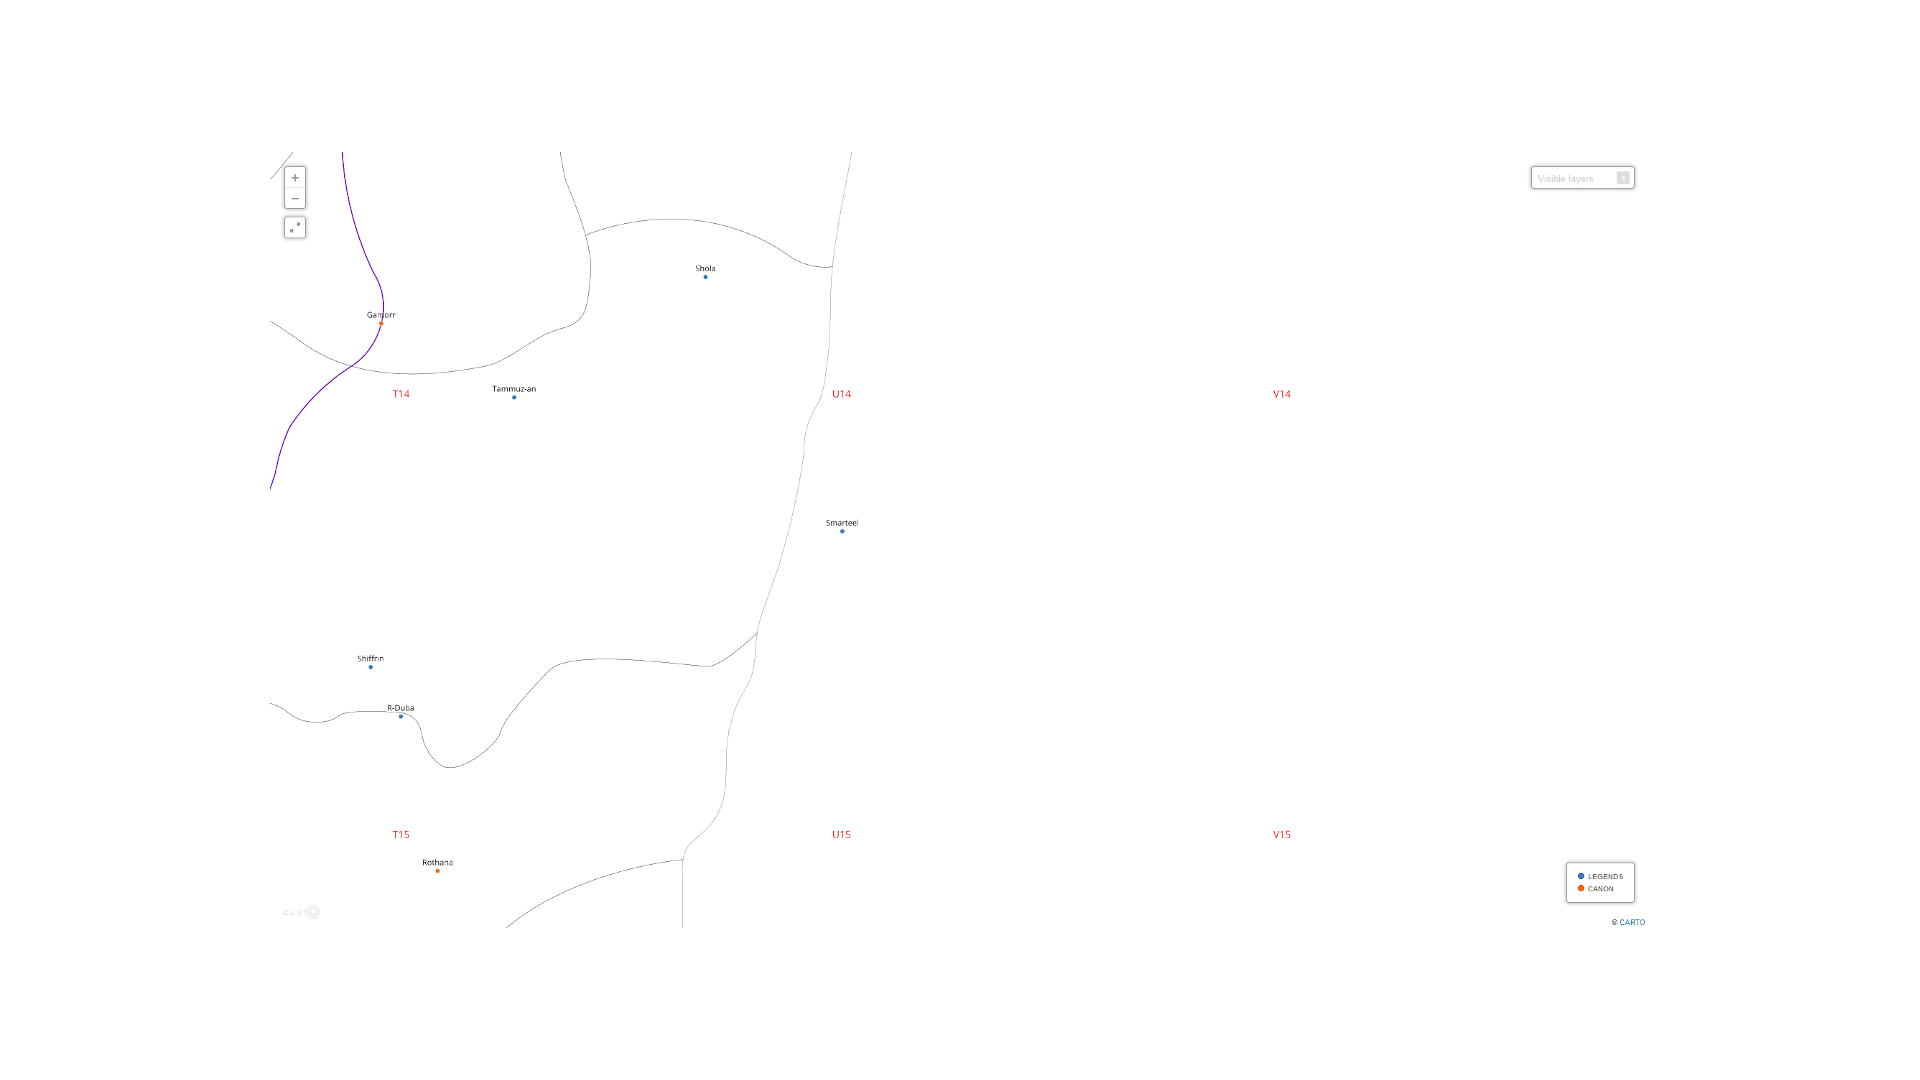 +
Visible layers
−
Shola
Gamorr
Tammuz-an
T14
U14
V14
Smarteel
Shiffrin
R-Duba
T15
U15
V15
Rothana
LEGENDS
CANON
© CARTO